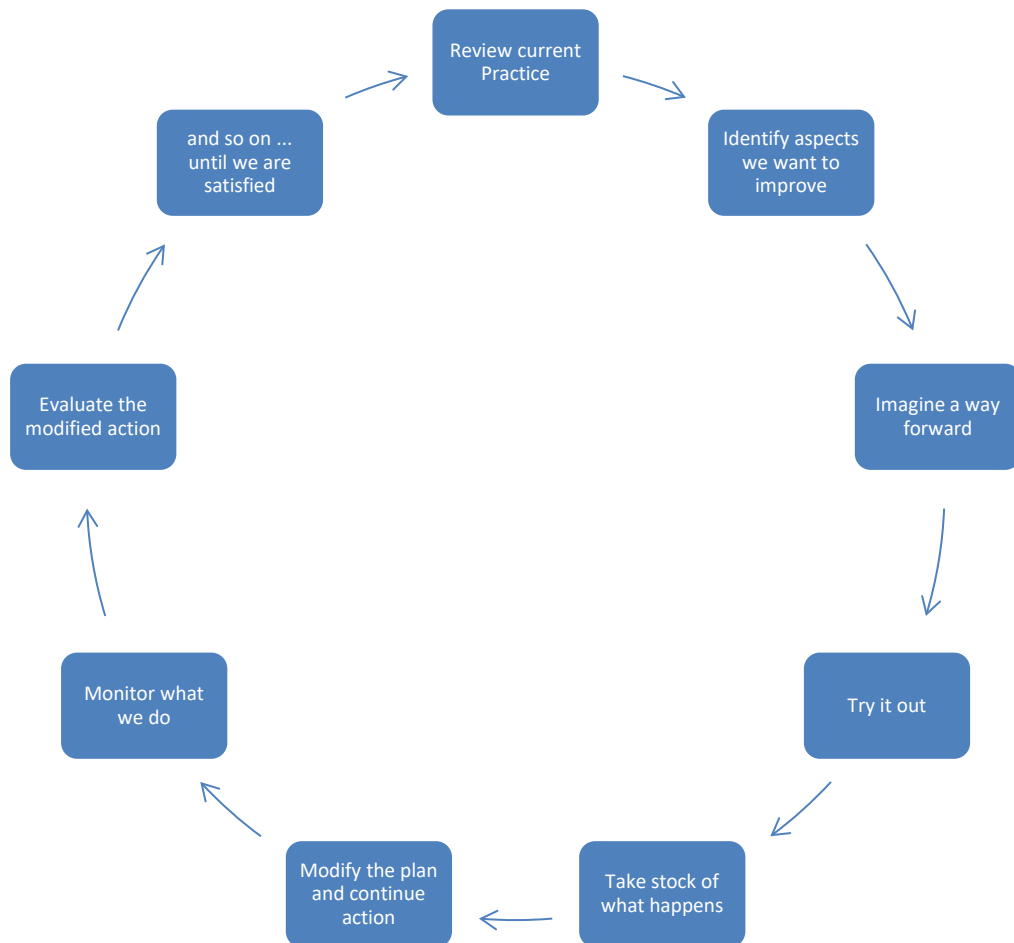 Review current
Practice
Identify aspects
we want to
improve
Imagine a way
forward
Try it out
Take stock of
what happens
Modify the plan
and continue
action
Monitor what
we do
Evaluate the
modified action
and so on ...
until we are
satisfied